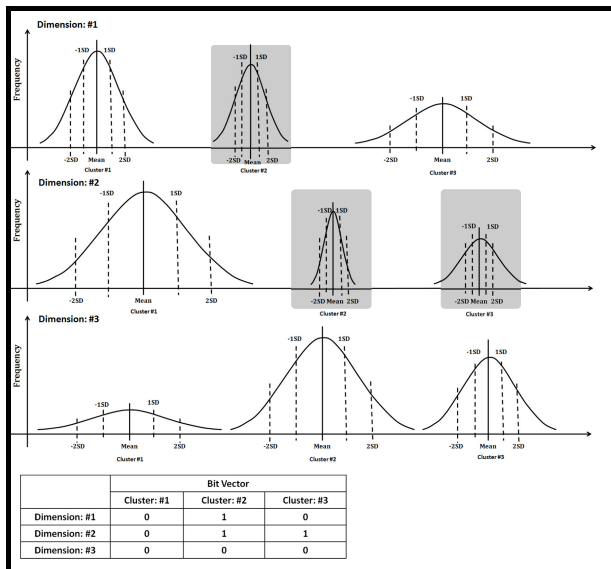 Dimension: #1
Frequency
-1SD 1SD -1SD 1SD -1SD 1SD
-2SD Mean 2SD -2SD Mean 2SD -2SD Mean 2SD
Cluster #1 Cluster #2 Cluster #3
Dimension: #2
Frequency
-1SD 1SD -1SD 1SD -1SD 1SD
-2SD Mean 2SD -2SD Mean 2SD -2SD Mean 2SD
Cluster #1 Cluster #2 Cluster #3
Dimension: #3
Frequency
-1SD 1SD -1SD 1SD -1SD 1SD
-2SD Mean 2SD -2SD Mean 2SD -2SD Mean 2SD
Cluster #1 Cluster #2 Cluster #3
Bit Vector
Cluster: #1 Cluster: #2 Cluster: #3
Dimension: #1 0 1 0
Dimension: #2 0 1 1
Dimension: #3 0 0 0